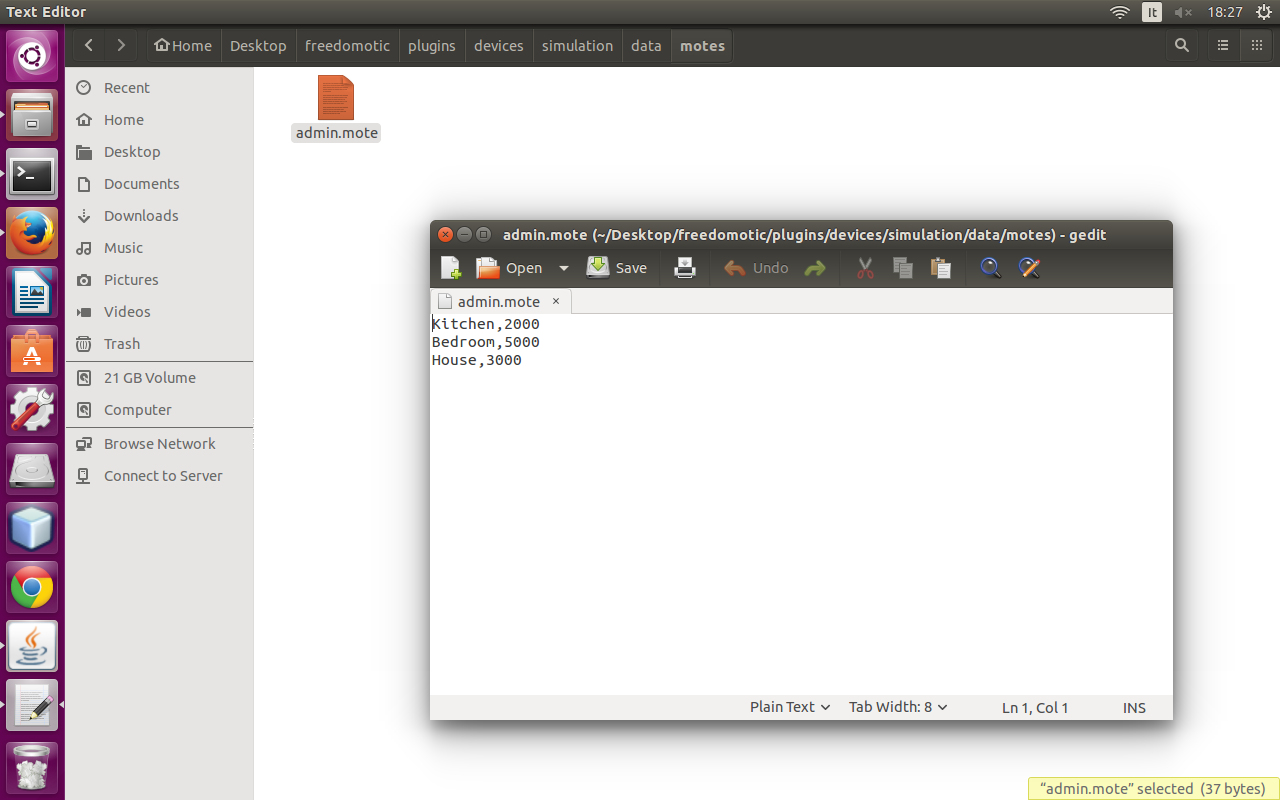 Text Editor
It
18:27
Home Desktop freedomotic plugins devices simulation data motes
Recent
Home
Desktop
Documents
Downloads
Music
Pictures
Videos
Trash
21 GB Volume
Computer
Browse Network
Connect to Server
admin.mote
admin.mote (~/Desktop/freedomotic/plugins/devices/simulation/data/motes) - gedit
Open Save Undo
admin.mote ×
Kitchen,2000
Bedroom,5000
House,3000
Plain Text Tab Width: 8 Ln 1, Col 1 INS
“admin.mote” selected (37 bytes)